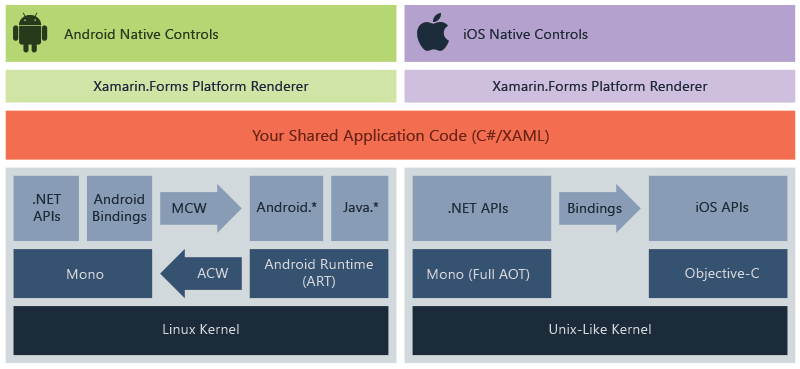 Android Native Controls
iOS Native Controls
Xamarin.Forms Platform Renderer
Xamarin.Forms Platform Renderer
Your Shared Application Code (C#/XAML)
.NET
APIs
Android
Bindings
MCW
Android.*
Java.*
.NET APIs
Bindings
iOS APIs
Mono
ACW
Android Runtime
(ART)
Mono (Full AOT)
Objective-C
Linux Kernel
Unix-Like Kernel